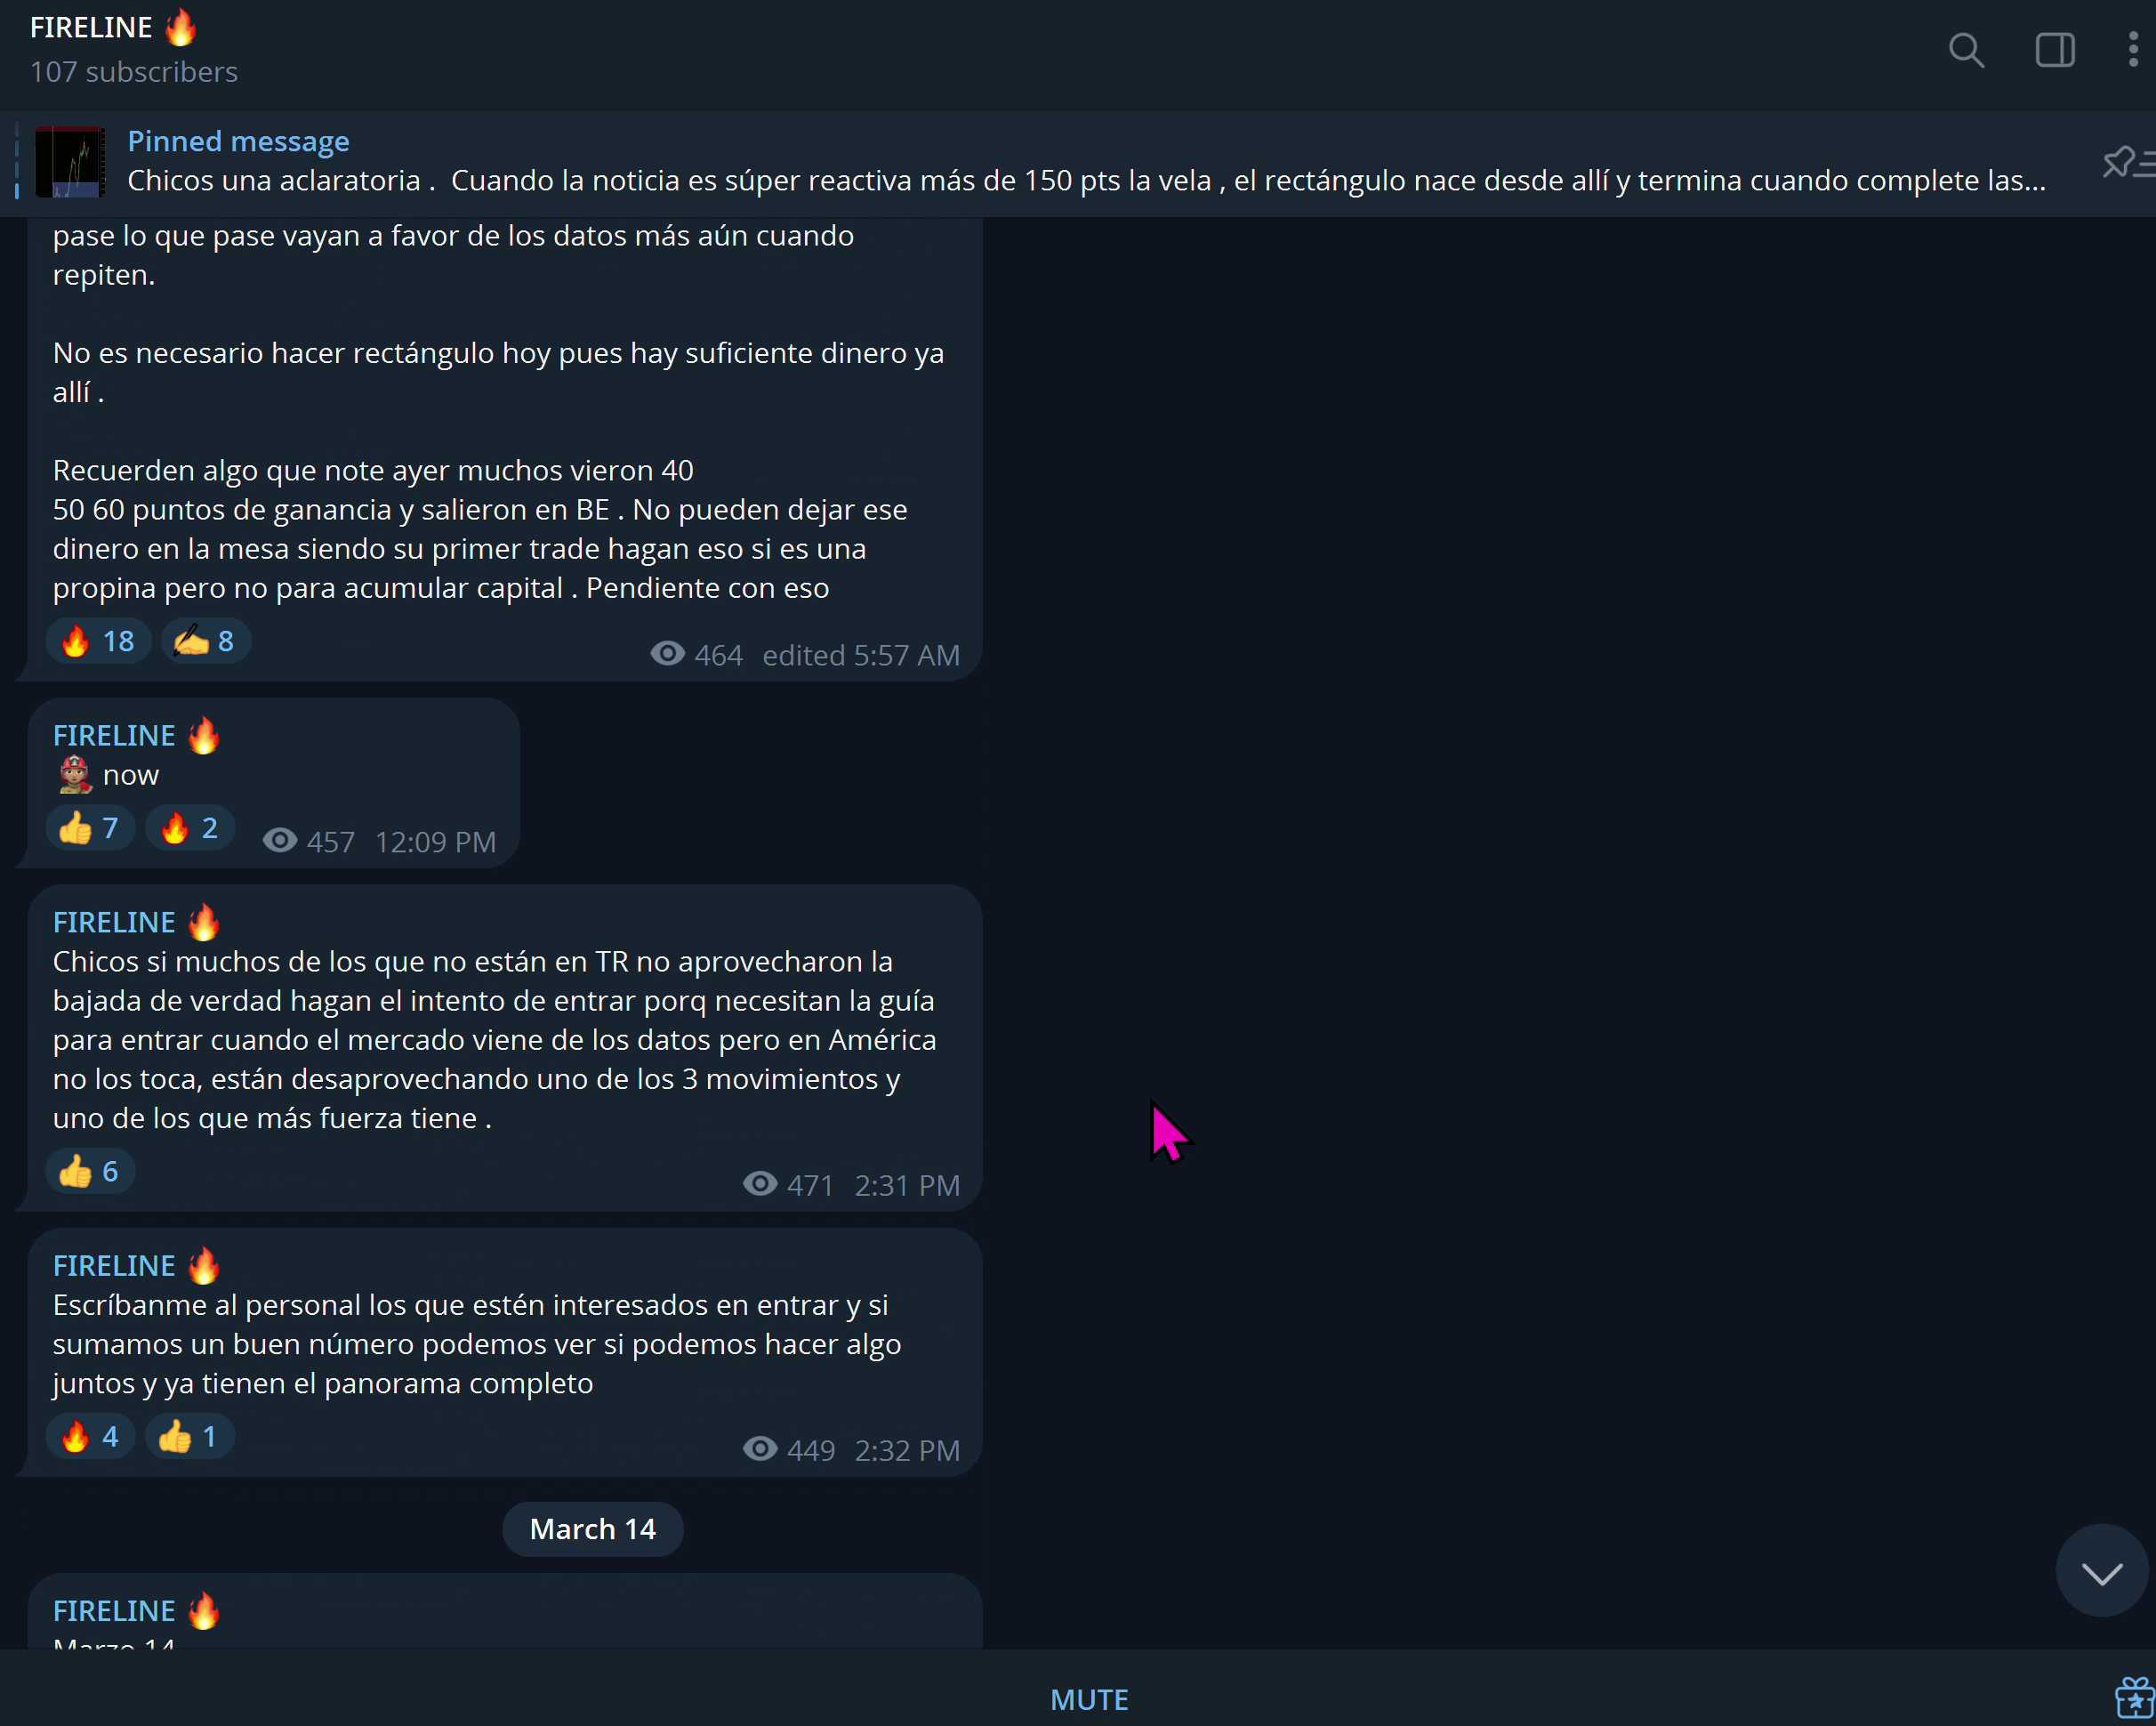 FIRELINE 🔥
107 subscribers
Pinned message
Chicos una aclaratoria .  Cuando la noticia es súper reactiva más de 150 pts la vela , el rectángulo nace desde allí y termina cuando complete las...
pase lo que pase vayan a favor de los datos más aún cuando
repiten.
No es necesario hacer rectángulo hoy pues hay suficiente dinero ya
allí .
Recuerden algo que note ayer muchos vieron 40
50 60 puntos de ganancia y salieron en BE . No pueden dejar ese
dinero en la mesa siendo su primer trade hagan eso si es una
propina pero no para acumular capital . Pendiente con eso
🔥 18 ✍️ 8 464 edited 5:57 AM
FIRELINE 🔥
🧑🏽‍🚒 now
👍 7 🔥 2 457 12:09 PM
FIRELINE 🔥
Chicos si muchos de los que no están en TR no aprovecharon la
bajada de verdad hagan el intento de entrar porq necesitan la guía
para entrar cuando el mercado viene de los datos pero en América
no los toca, están desaprovechando uno de los 3 movimientos y
uno de los que más fuerza tiene .
👍 6 471 2:31 PM
FIRELINE 🔥
Escríbanme al personal los que estén interesados en entrar y si
sumamos un buen número podemos ver si podemos hacer algo
juntos y ya tienen el panorama completo
🔥 4 👍 1 449 2:32 PM
March 14
FIRELINE 🔥
Marzo 14
MUTE